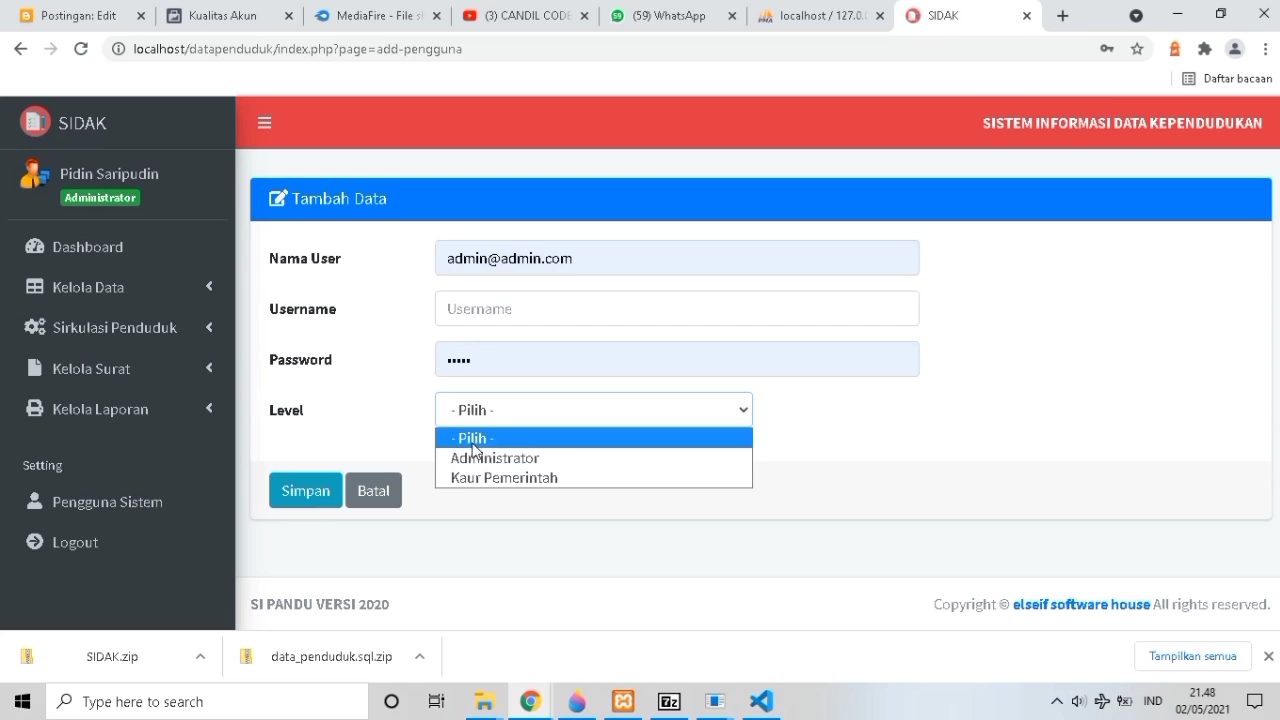 Postingan: Edit
Kualitas Akun
MediaFire - File s
(3) CANDIL CODE
(59) WhatsApp
localhost / 127.0.
SIDAK
localhost/datapenduduk/index.php?page=add-pengguna
Daftar bacaan
SIDAK
SISTEM INFORMASI DATA KEPENDUDUKAN
Pidin Saripudin
Administrator
Tambah Data
Dashboard
Nama User
admin@admin.com
Kelola Data
Username
Username
Sirkulasi Penduduk
Password
•••••
Kelola Surat
Level
- Pilih -
Kelola Laporan
- Pilih -
Administrator
Kaur Pemerintah
Setting
Simpan
Batal
Pengguna Sistem
Logout
SI PANDU VERSI 2020
Copyright © elseif software house All rights reserved.
SIDAK.zip
data_penduduk.sql.zip
Tampilkan semua
Type here to search
IND
21.48
02/05/2021